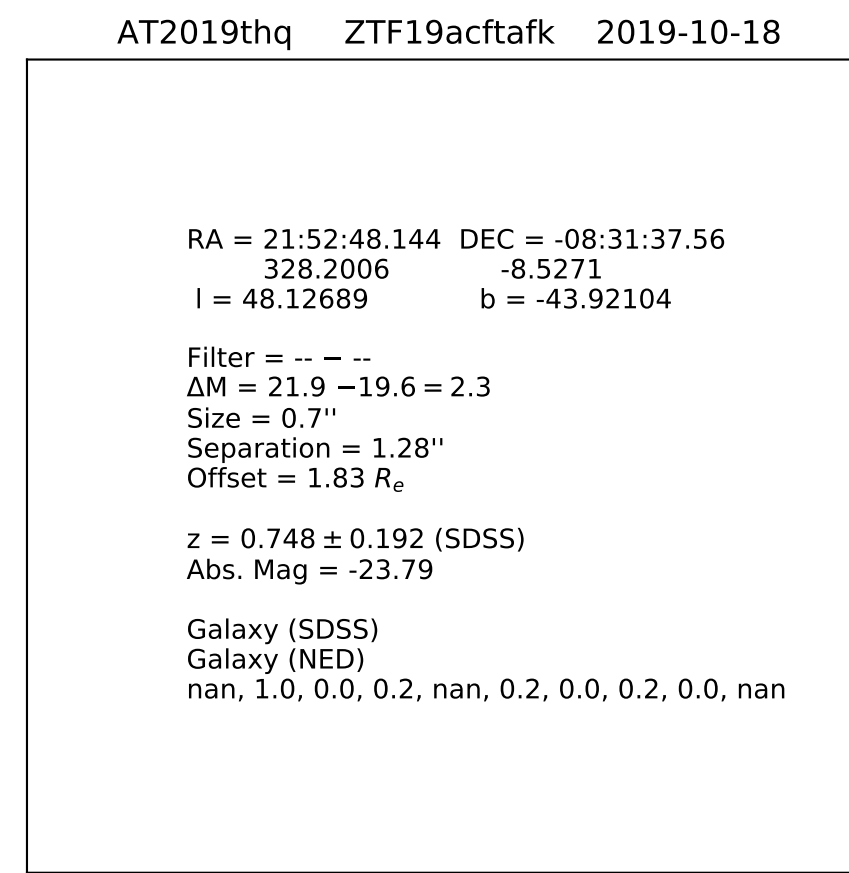 AT2019thq ZTF19acftafk 2019-10-18
RA = 21:52:48.144 DEC = -08:31:37.56
328.2006 -8.5271
l = 48.12689 b = -43.92104
Filter = -- − --
ΔM = 21.9 −19.6 = 2.3
Size = 0.7''
Separation = 1.28''
Offset = 1.83 Rₑ
z = 0.748 ± 0.192 (SDSS)
Abs. Mag = -23.79
Galaxy (SDSS)
Galaxy (NED)
nan, 1.0, 0.0, 0.2, nan, 0.2, 0.0, 0.2, 0.0, nan